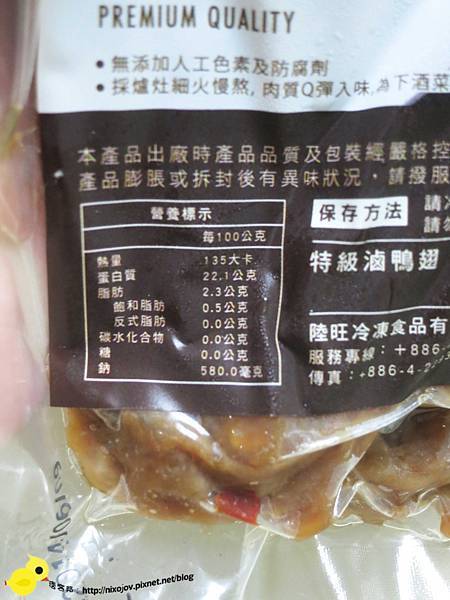 PREMIUM QUALITY
• 無添加人工色素及防腐劑
• 採爐灶細火慢熬, 肉質Q彈入味,為下酒菜
本產品出廠時產品品質及包裝經嚴格控
產品膨脹或拆封後有異味狀況,請撥服
營養標示
每100公克
熱量 135大卡
蛋白質 22.1公克
脂肪 2.3公克
飽和脂肪 0.5公克
反式脂肪 0.0公克
碳水化合物 0.0公克
糖 0.0公克
鈉 580.0毫克
保存方法
請
請
特級滷鴨翅
陸旺冷凍食品有
服務專線:+886-
傳真:+886-4-2
http://nixojov.pixnet.net/blog